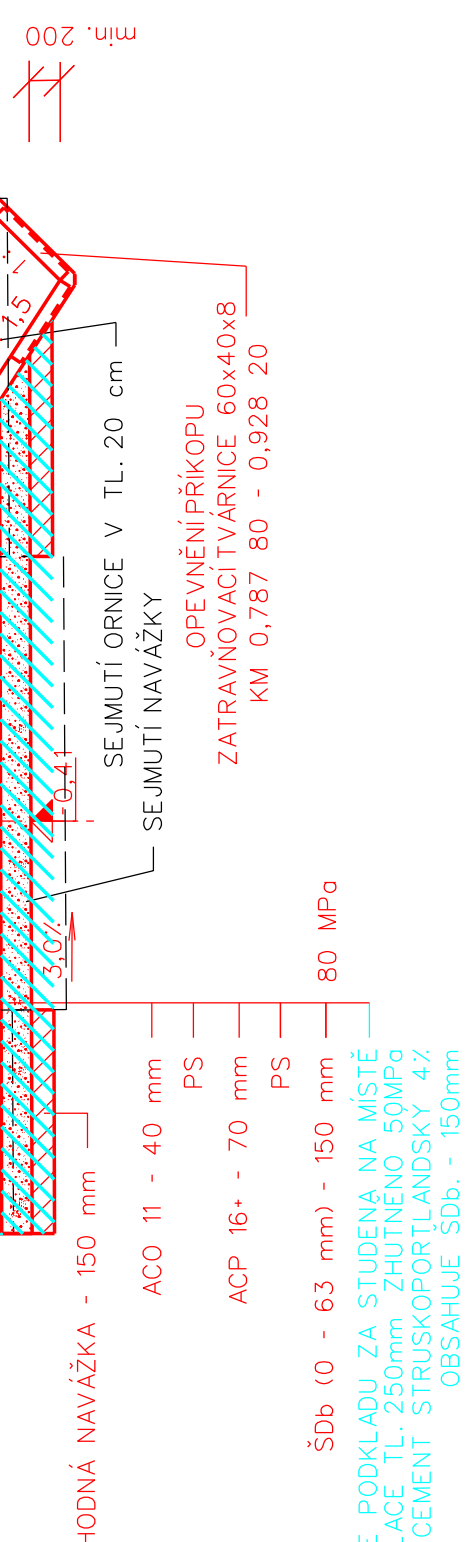 min. 200
1,5
SEJMUTÍ ORNICE V TL. 20 cm
SEJMUTÍ NAVÁŽKY
OPEVNĚNÍ PŘÍKOPU
ZATRAVŇOVACÍ TVÁRNICE 60x40x8
KM 0,787 80 - 0,928 20
-0,41
3,0%
HODNÁ NAVÁŽKA - 150 mm
ACO 11 - 40 mm
PS
ACP 16+ - 70 mm
PS
ŠDb (0 - 63 mm) - 150 mm 80 MPa
E PODKLADU ZA STUDENA NA MÍSTĚ
LACE TL. 250mm ZHUTNĚNO 50MPa
CEMENT STRUSKOPORTLANDSKY 4%
OBSAHUJE ŠDb. - 150mm